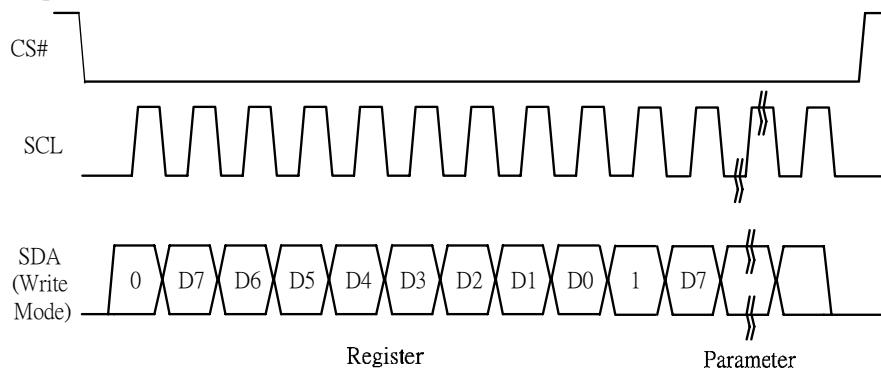 CS#
SCL
SDA
(Write
Mode)
0 D7 D6 D5 D4 D3 D2 D1 D0 1 D7
Register Parameter